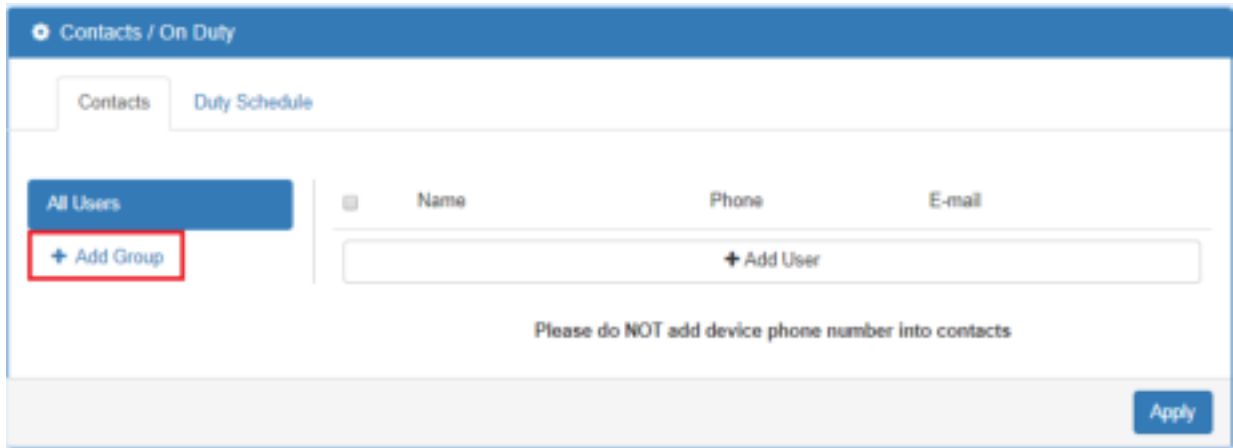 Contacts / On Duty
Contacts Duty Schedule
All Users Name Phone E-mail
+ Add Group
+ Add User
Please do NOT add device phone number into contacts
Apply